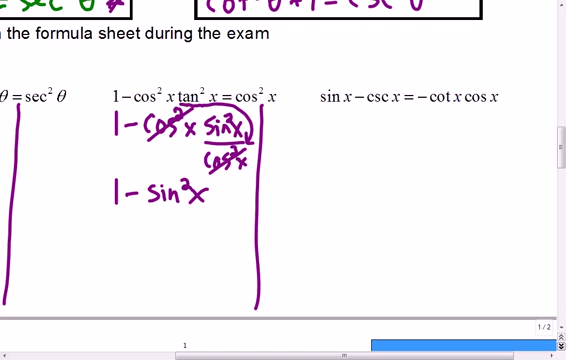 = sec² θ *   cot² θ + 1 = csc² θ
the formula sheet during the exam
θ = sec² θ   1 − cos² x tan² x = cos² x   sin x − csc x = −cot x cos x
1 − cos² x sin² x
cos² x
1 − sin² x
1 / 2
1